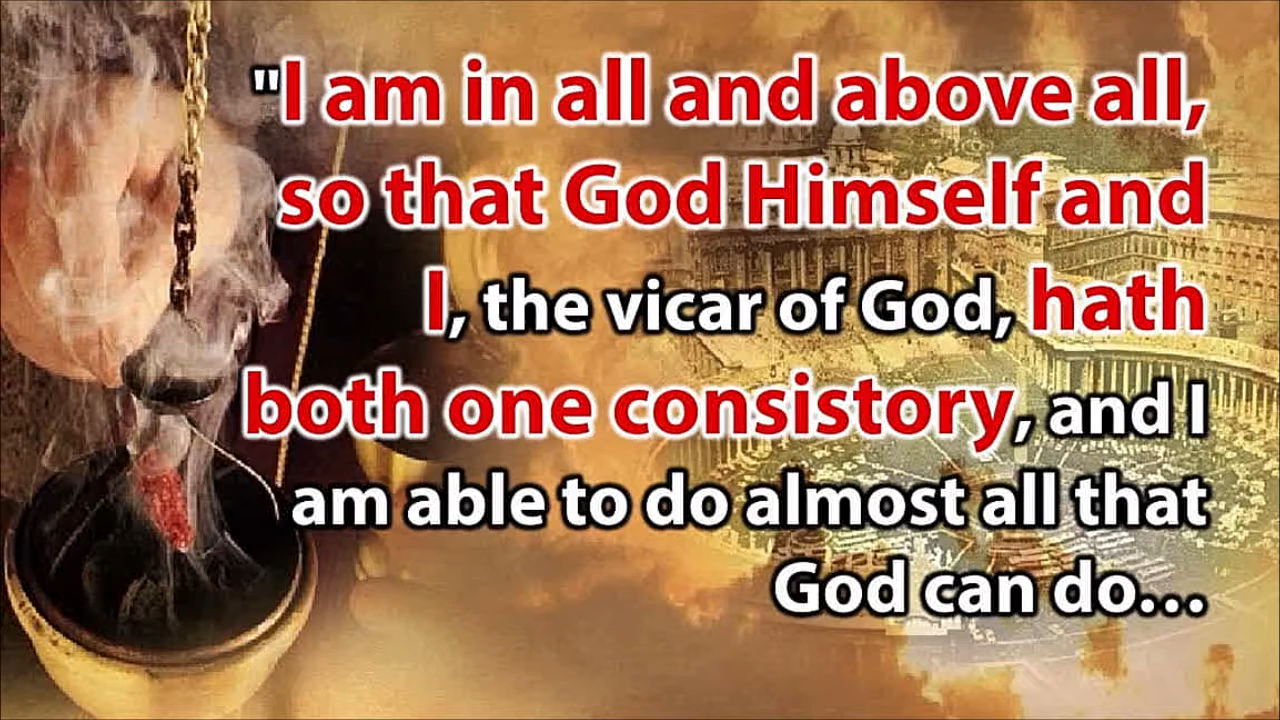 "I am in all and above all,
so that God Himself and
I, the vicar of God, hath
both one consistory, and I
am able to do almost all that
God can do...